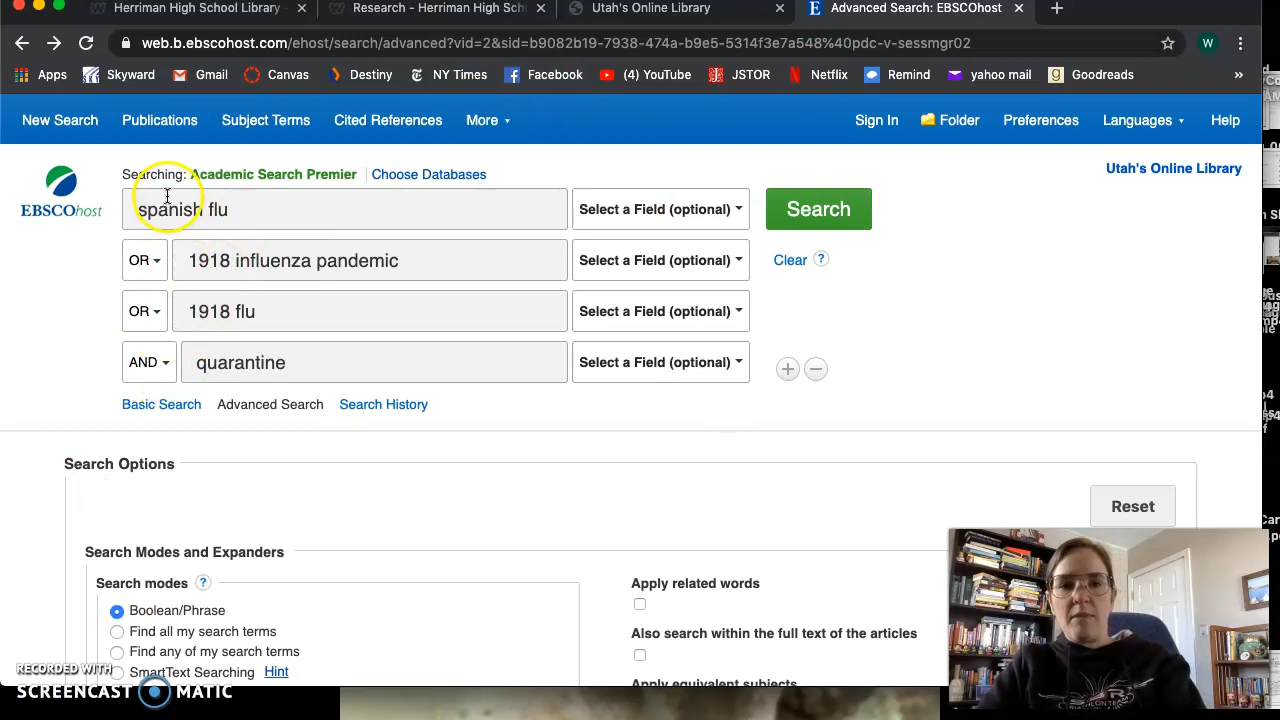 Herriman High School Library
Research - Herriman High Sch
Utah's Online Library
Advanced Search: EBSCOhost
web.b.ebscohost.com/ehost/search/advanced?vid=2&sid=b9082b19-7938-474a-b9e5-5314f3e7a548%40pdc-v-sessmgr02
W
Apps Skyward Gmail Canvas Destiny NY Times Facebook (4) YouTube JSTOR Netflix Remind yahoo mail Goodreads »
New Search Publications Subject Terms Cited References More Sign In Folder Preferences Languages Help
Searching: Academic Search Premier Choose Databases Utah's Online Library
EBSCOhost
spanish flu Select a Field (optional) Search
OR 1918 influenza pandemic Select a Field (optional) Clear ?
OR 1918 flu Select a Field (optional)
AND quarantine Select a Field (optional)
Basic Search Advanced Search Search History
Search Options
Reset
Search Modes and Expanders
Search modes ? Apply related words
Boolean/Phrase
Find all my search terms Also search within the full text of the articles
Find any of my search terms
SmartText Searching Hint Apply equivalent subjects
RECORDED WITH
SCREENCAST MATIC